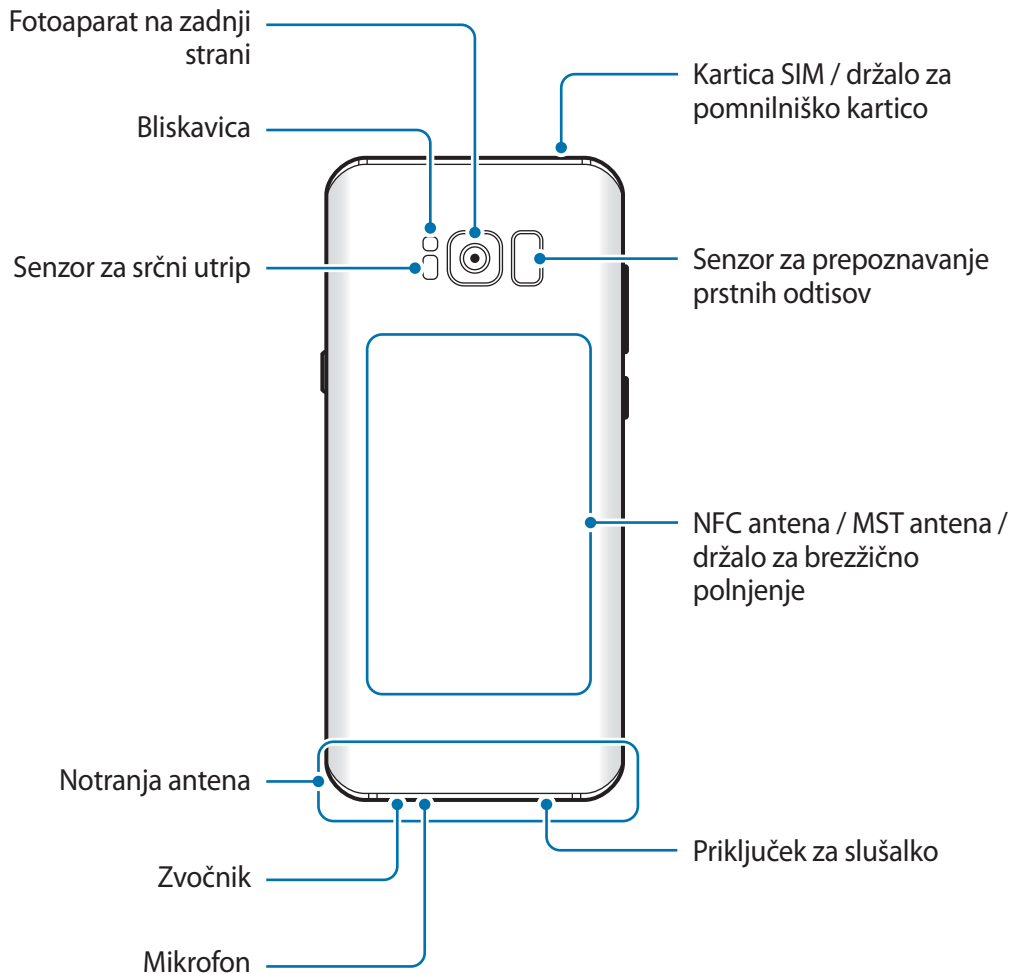 Fotoaparat na zadnji
strani
Bliskavica
Senzor za srčni utrip
Notranja antena
Zvočnik
Mikrofon
Kartica SIM / držalo za
pomnilniško kartico
Senzor za prepoznavanje
prstnih odtisov
NFC antena / MST antena /
držalo za brezžično
polnjenje
Priključek za slušalko